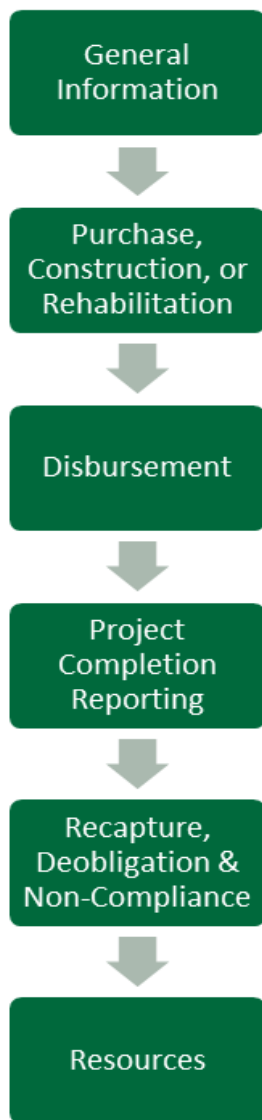 General
Information
Purchase,
Construction, or
Rehabilitation
Disbursement
Project
Completion
Reporting
Recapture,
Deobligation &
Non-Compliance
Resources